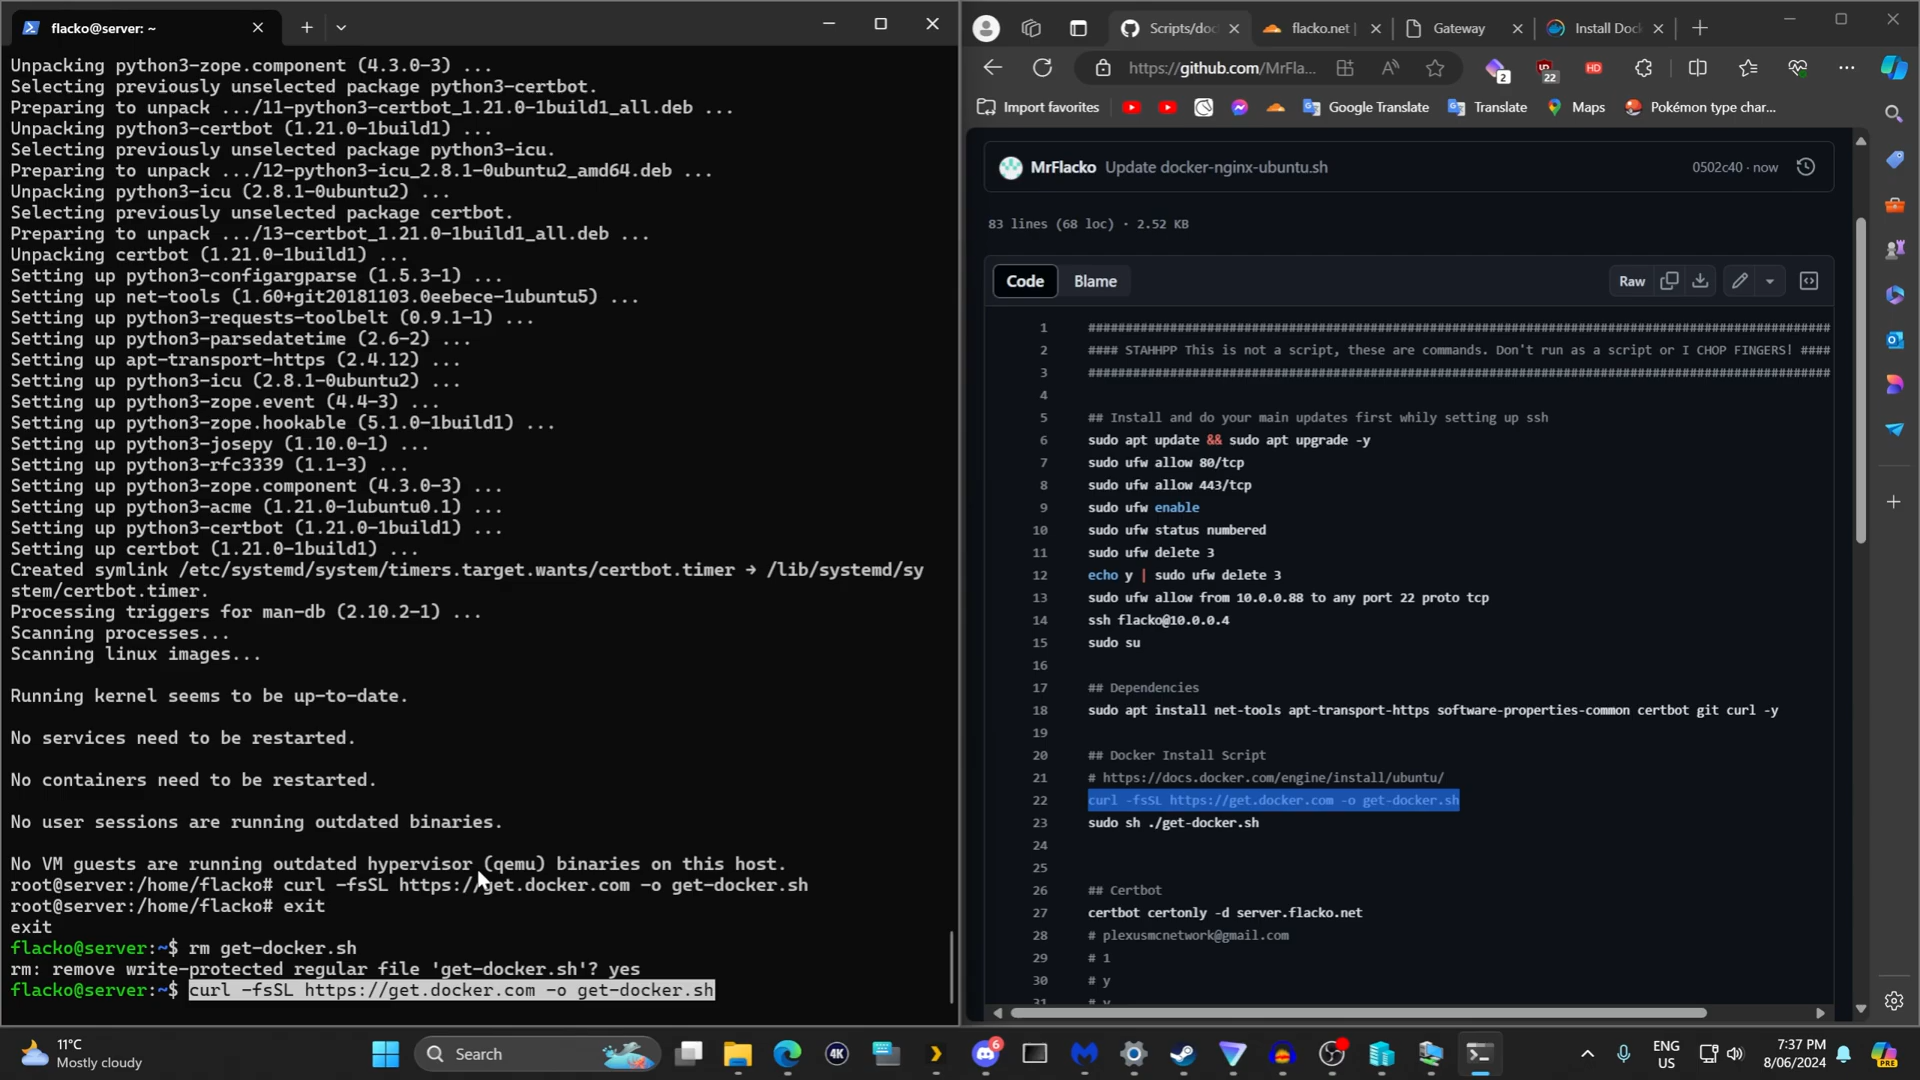 flacko@server: ~
Unpacking python3-zope.component (4.3.0-3) ...
Selecting previously unselected package python3-certbot.
Preparing to unpack .../11-python3-certbot_1.21.0-1build1_all.deb ...
Unpacking python3-certbot (1.21.0-1build1) ...
Selecting previously unselected package python3-icu.
Preparing to unpack .../12-python3-icu_2.8.1-0ubuntu2_amd64.deb ...
Unpacking python3-icu (2.8.1-0ubuntu2) ...
Selecting previously unselected package certbot.
Preparing to unpack .../13-certbot_1.21.0-1build1_all.deb ...
Unpacking certbot (1.21.0-1build1) ...
Setting up python3-configargparse (1.5.3-1) ...
Setting up net-tools (1.60+git20181103.0eebece-1ubuntu5) ...
Setting up python3-requests-toolbelt (0.9.1-1) ...
Setting up python3-parsedatetime (2.6-2) ...
Setting up apt-transport-https (2.4.12) ...
Setting up python3-icu (2.8.1-0ubuntu2) ...
Setting up python3-zope.event (4.4-3) ...
Setting up python3-zope.hookable (5.1.0-1build1) ...
Setting up python3-josepy (1.10.0-1) ...
Setting up python3-rfc3339 (1.1-3) ...
Setting up python3-zope.component (4.3.0-3) ...
Setting up python3-acme (1.21.0-1ubuntu0.1) ...
Setting up python3-certbot (1.21.0-1build1) ...
Setting up certbot (1.21.0-1build1) ...
Created symlink /etc/systemd/system/timers.target.wants/certbot.timer → /lib/systemd/sy
stem/certbot.timer.
Processing triggers for man-db (2.10.2-1) ...
Scanning processes...
Scanning linux images...
Running kernel seems to be up-to-date.
No services need to be restarted.
No containers need to be restarted.
No user sessions are running outdated binaries.
No VM guests are running outdated hypervisor (qemu) binaries on this host.
root@server:/home/flacko# curl -fsSL https://get.docker.com -o get-docker.sh
root@server:/home/flacko# exit
exit
flacko@server:~$ rm get-docker.sh
rm: remove write-protected regular file 'get-docker.sh'? yes
flacko@server:~$ curl -fsSL https://get.docker.com -o get-docker.sh
Scripts/doc
flacko.net |
Gateway
Install Dock
https://github.com/MrFla...
2
22
HD
Import favorites
Google Translate
Translate
Maps
Pokémon type char...
MrFlacko Update docker-nginx-ubuntu.sh
0502c40 · now
83 lines (68 loc) · 2.52 KB
Code
Blame
Raw
1 ####################################################################################################
2 #### STAHHPP This is not a script, these are commands. Don't run as a script or I CHOP FINGERS! ####
3 ####################################################################################################
4
5 ## Install and do your main updates first whily setting up ssh
6 sudo apt update && sudo apt upgrade -y
7 sudo ufw allow 80/tcp
8 sudo ufw allow 443/tcp
9 sudo ufw enable
10 sudo ufw status numbered
11 sudo ufw delete 3
12 echo y | sudo ufw delete 3
13 sudo ufw allow from 10.0.0.88 to any port 22 proto tcp
14 ssh flacko@10.0.0.4
15 sudo su
16
17 ## Dependencies
18 sudo apt install net-tools apt-transport-https software-properties-common certbot git curl -y
19
20 ## Docker Install Script
21 # https://docs.docker.com/engine/install/ubuntu/
22 curl -fsSL https://get.docker.com -o get-docker.sh
23 sudo sh ./get-docker.sh
24
25
26 ## Certbot
27 certbot certonly -d server.flacko.net
28 # plexusmcnetwork@gmail.com
29 # 1
30 # y
31 # y
11°C
Mostly cloudy
Search
4K
6
ENG
US
7:37 PM
8/06/2024
PRE